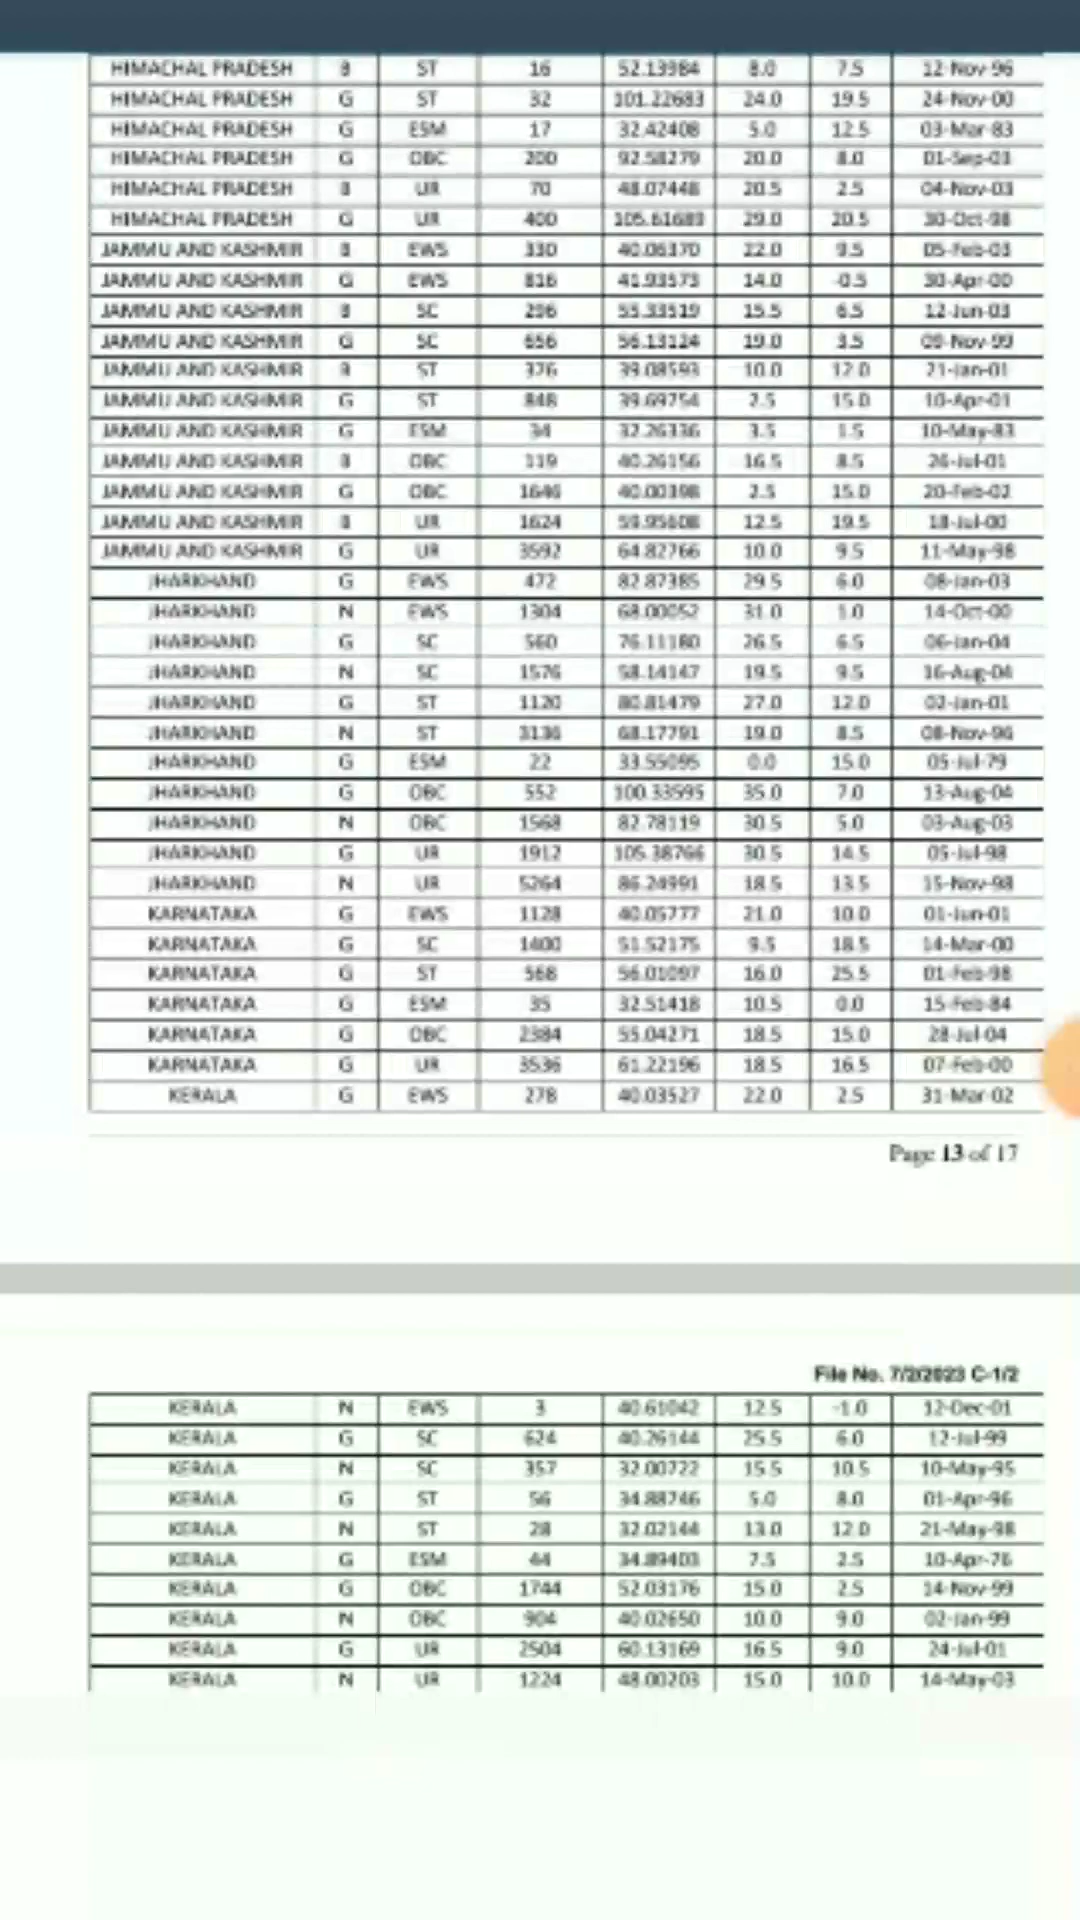 HIMACHAL PRADESH B ST 16 52.13984 8.0 7.5 12-Nov-96
HIMACHAL PRADESH G ST 32 101.22683 24.0 19.5 24-Nov-00
HIMACHAL PRADESH G ESM 17 32.42408 5.0 12.5 03-Mar-83
HIMACHAL PRADESH G OBC 200 92.58279 20.0 8.0 01-Sep-03
HIMACHAL PRADESH B UR 70 48.07448 20.5 2.5 04-Nov-03
HIMACHAL PRADESH G UR 400 105.61683 29.0 20.5 30-Oct-98
JAMMU AND KASHMIR B EWS 330 40.06370 22.0 9.5 05-Feb-03
JAMMU AND KASHMIR G EWS 816 41.93573 14.0 -0.5 30-Apr-00
JAMMU AND KASHMIR B SC 296 55.33519 15.5 6.5 12-Jun-03
JAMMU AND KASHMIR G SC 656 56.13124 19.0 3.5 09-Nov-99
JAMMU AND KASHMIR B ST 376 39.08593 10.0 12.0 21-Jan-01
JAMMU AND KASHMIR G ST 848 39.69754 2.5 15.0 10-Apr-01
JAMMU AND KASHMIR G ESM 34 32.26336 3.5 1.5 10-May-83
JAMMU AND KASHMIR B OBC 119 40.26156 16.5 8.5 26-Jul-01
JAMMU AND KASHMIR G OBC 1646 40.00398 2.5 15.0 20-Feb-02
JAMMU AND KASHMIR B UR 1624 59.95608 12.5 19.5 18-Jul-00
JAMMU AND KASHMIR G UR 3592 64.82766 10.0 9.5 11-May-98
JHARKHAND G EWS 472 82.87385 29.5 6.0 08-Jan-03
JHARKHAND N EWS 1304 68.00052 31.0 1.0 14-Oct-00
JHARKHAND G SC 560 76.11180 26.5 6.5 06-Jan-04
JHARKHAND N SC 1576 58.14147 19.5 9.5 16-Aug-04
JHARKHAND G ST 1120 80.81479 27.0 12.0 02-Jan-01
JHARKHAND N ST 3136 68.17791 19.0 8.5 08-Nov-96
JHARKHAND G ESM 22 33.55095 0.0 15.0 05-Jul-79
JHARKHAND G OBC 552 100.33595 35.0 7.0 13-Aug-04
JHARKHAND N OBC 1568 82.78119 30.5 5.0 03-Aug-03
JHARKHAND G UR 1912 105.38766 30.5 14.5 05-Jul-98
JHARKHAND N UR 5264 86.24991 18.5 13.5 15-Nov-98
KARNATAKA G EWS 1128 40.05777 21.0 10.0 01-Jun-01
KARNATAKA G SC 1400 51.52175 9.5 18.5 14-Mar-00
KARNATAKA G ST 568 56.01097 16.0 25.5 01-Feb-98
KARNATAKA G ESM 35 32.51418 10.5 0.0 15-Feb-84
KARNATAKA G OBC 2384 55.04271 18.5 15.0 28-Jul-04
KARNATAKA G UR 3536 61.22196 18.5 16.5 07-Feb-00
KERALA G EWS 278 40.03527 22.0 2.5 31-Mar-02
Page 13 of 17
File No. 7/2/2023 C-1/2
KERALA N EWS 3 40.61042 12.5 -1.0 12-Dec-01
KERALA G SC 624 40.26144 25.5 6.0 12-Jul-99
KERALA N SC 357 32.00722 15.5 10.5 10-May-95
KERALA G ST 56 34.88746 5.0 8.0 01-Apr-96
KERALA N ST 28 32.02144 13.0 12.0 21-May-98
KERALA G ESM 44 34.89403 7.5 2.5 10-Apr-76
KERALA G OBC 1744 52.03176 15.0 2.5 14-Nov-99
KERALA N OBC 904 40.02650 10.0 9.0 02-Jan-99
KERALA G UR 2504 60.13169 16.5 9.0 24-Jul-01
KERALA N UR 1224 48.00203 15.0 10.0 14-May-03